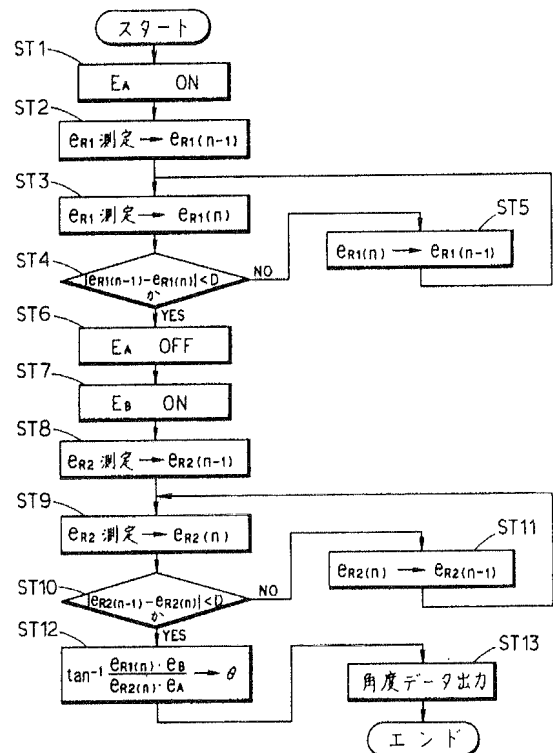 スタート
ST1
EA ON
ST2
eR1 測定 → eR1(n-1)
ST3
eR1 測定 → eR1(n)
ST5
eR1(n) → eR1(n-1)
ST4
|eR1(n-1)-eR1(n)|<D
か
NO
YES
ST6
EA OFF
ST7
EB ON
ST8
eR2 測定 → eR2(n-1)
ST9
eR2 測定 → eR2(n)
ST11
eR2(n) → eR2(n-1)
ST10
|eR2(n-1)-eR2(n)|<D
か
NO
YES
ST12
tan-1 eR1(n)・eB / eR2(n)・eA → θ
ST13
角度データ出力
エンド